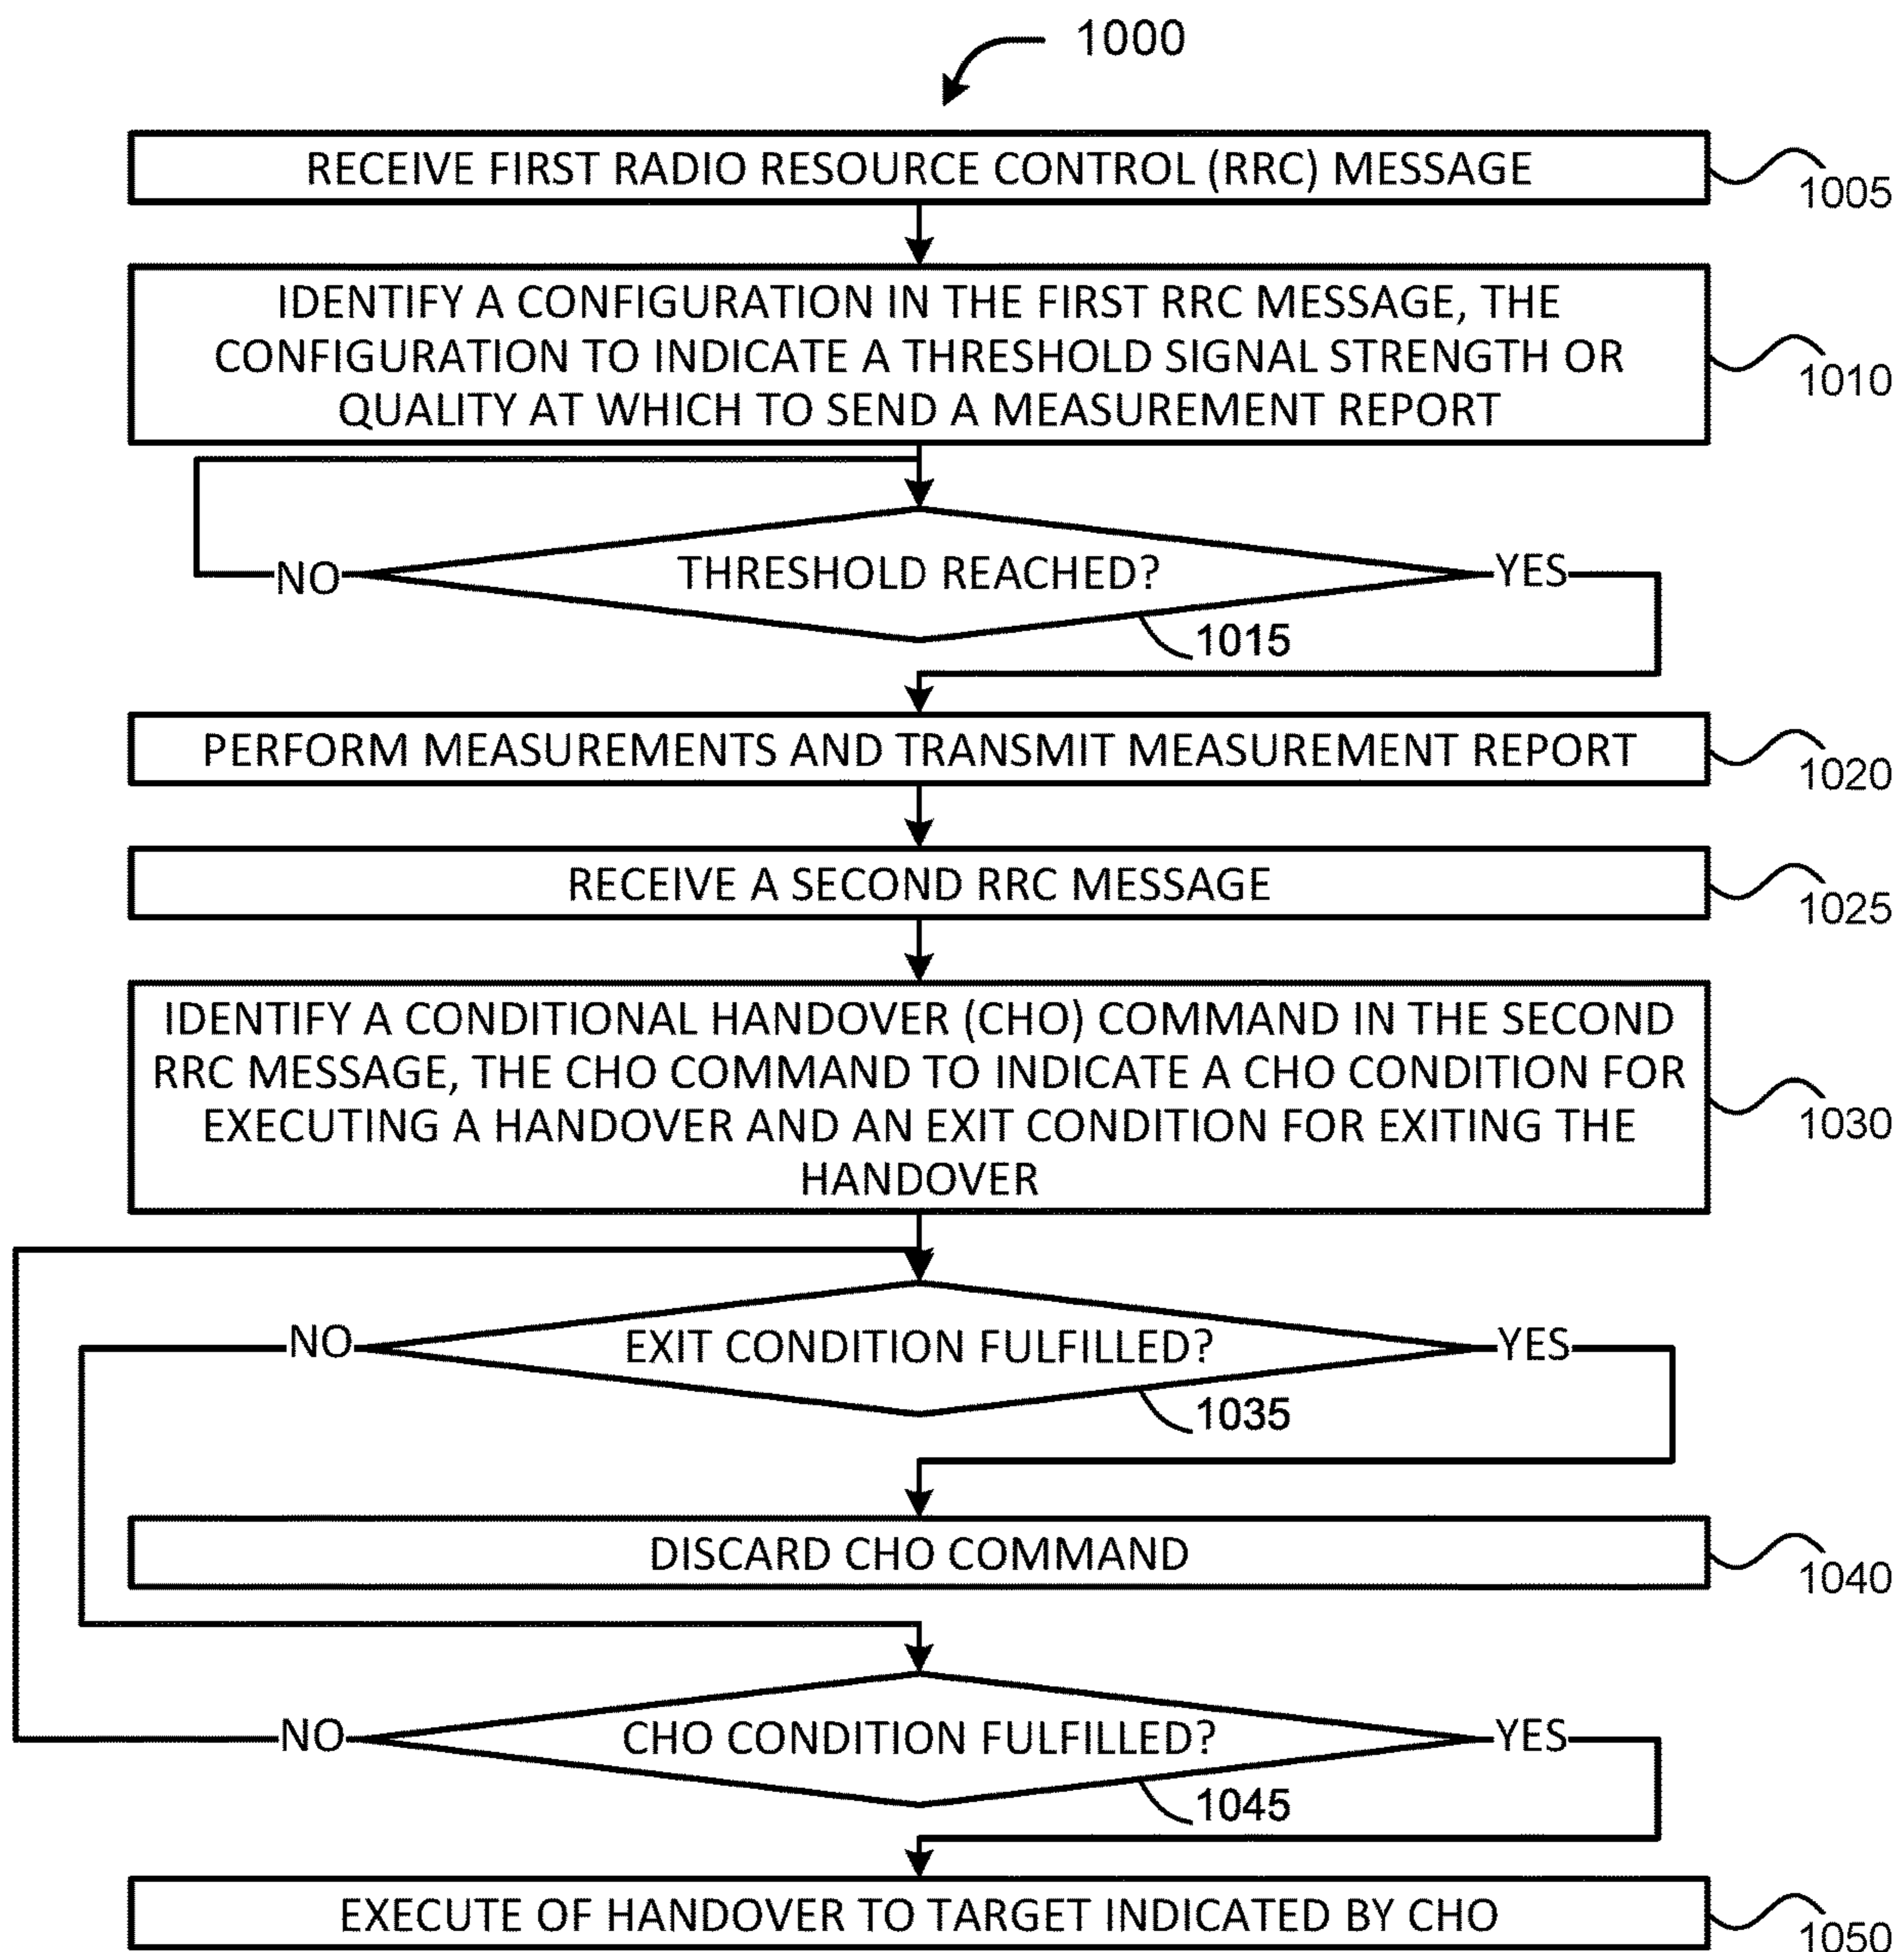 1000
RECEIVE FIRST RADIO RESOURCE CONTROL (RRC) MESSAGE
1005
IDENTIFY A CONFIGURATION IN THE FIRST RRC MESSAGE, THE
CONFIGURATION TO INDICATE A THRESHOLD SIGNAL STRENGTH OR
QUALITY AT WHICH TO SEND A MEASUREMENT REPORT
1010
NO
THRESHOLD REACHED?
YES
1015
PERFORM MEASUREMENTS AND TRANSMIT MEASUREMENT REPORT
1020
RECEIVE A SECOND RRC MESSAGE
1025
IDENTIFY A CONDITIONAL HANDOVER (CHO) COMMAND IN THE SECOND
RRC MESSAGE, THE CHO COMMAND TO INDICATE A CHO CONDITION FOR
EXECUTING A HANDOVER AND AN EXIT CONDITION FOR EXITING THE
HANDOVER
1030
NO
EXIT CONDITION FULFILLED?
YES
1035
DISCARD CHO COMMAND
1040
NO
CHO CONDITION FULFILLED?
YES
1045
EXECUTE OF HANDOVER TO TARGET INDICATED BY CHO
1050